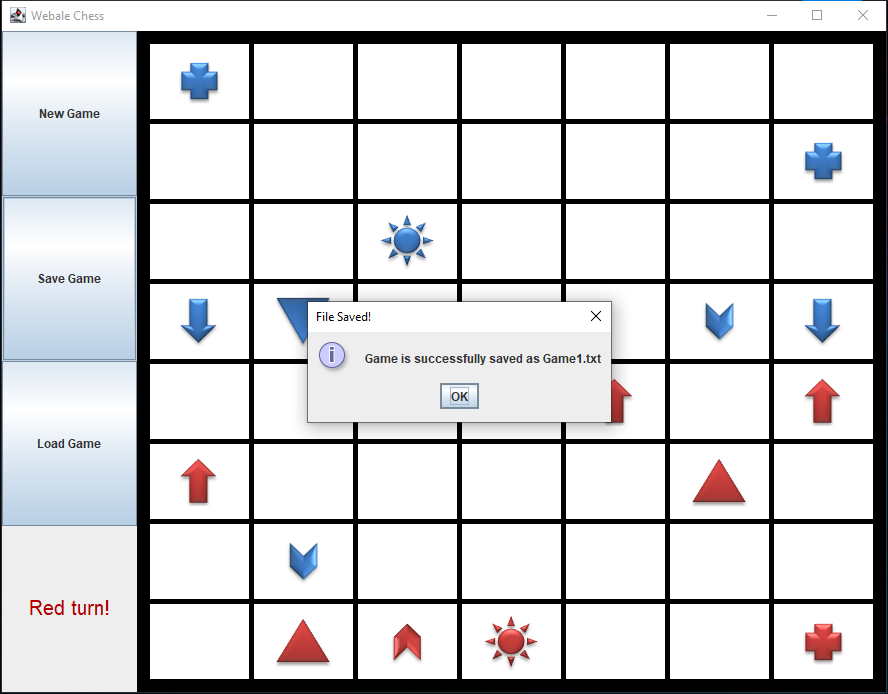 Webale Chess
New Game
Save Game
Load Game
Red turn!
File Saved!
Game is successfully saved as Game1.txt
OK